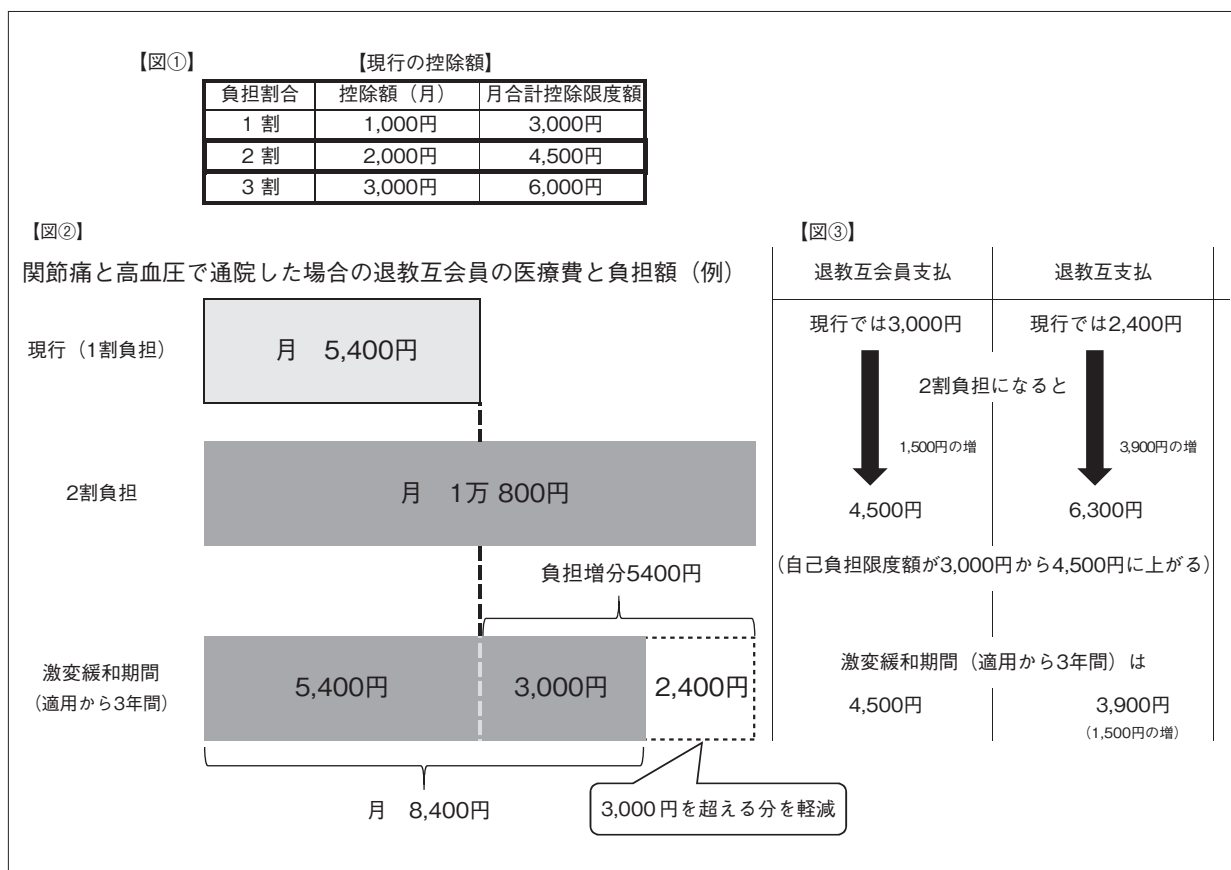 【図①】 【現行の控除額】
負担割合 控除額（月） 月合計控除限度額
1 割 1,000円 3,000円
2 割 2,000円 4,500円
3 割 3,000円 6,000円
【図②】
関節痛と高血圧で通院した場合の退教互会員の医療費と負担額（例）
現行（1割負担）
月 5,400円
2割負担
月 1万 800円
負担増分5400円
激変緩和期間
（適用から3年間）
5,400円 3,000円 2,400円
月 8,400円
3,000 円を超える分を軽減
【図③】
退教互会員支払 退教互支払
現行では3,000円 現行では2,400円
2割負担になると
1,500円の増 3,900円の増
4,500円 6,300円
（自己負担限度額が3,000円から4,500円に上がる）
激変緩和期間（適用から3年間）は
4,500円 3,900円
（1,500円の増）